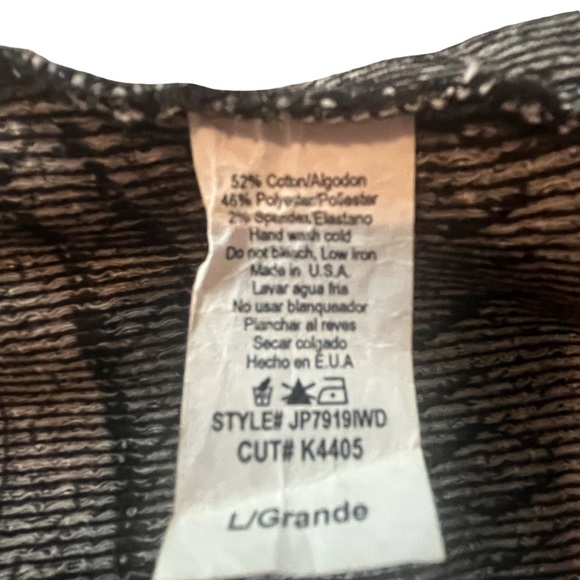 52% Cotton/Algodon
46% Polyester/Poliester
2% Spandex/Elastano
Hand wash cold
Do not bleach, Low iron
Made in U.S.A.
Lavar agua fria
No usar blanqueador
Planchar al reves
Secar colgado
Hecho en E.U.A
STYLE# JP7919IWD
CUT# K4405
L/Grande